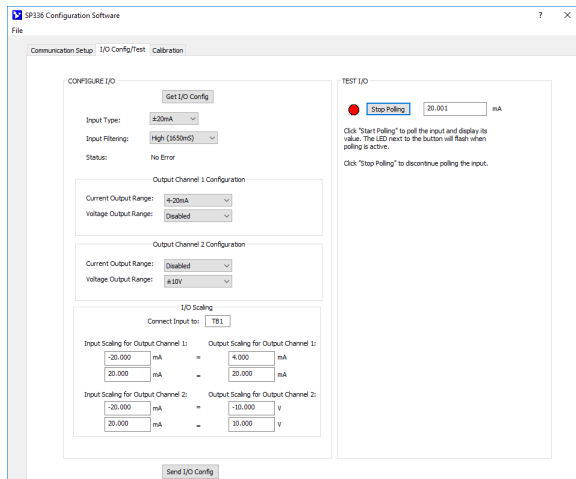 SP336 Configuration Software
? ×
File
Communication Setup
I/O Config/Test
Calibration
CONFIGURE I/O
Get I/O Config
Input Type: ±20mA
Input Filtering: High (1650mS)
Status: No Error
Output Channel 1 Configuration
Current Output Range: 4-20mA
Voltage Output Range: Disabled
Output Channel 2 Configuration
Current Output Range: Disabled
Voltage Output Range: ±10V
I/O Scaling
Connect Input to: TB1
Input Scaling for Output Channel 1: Output Scaling for Output Channel 1:
-20.000 mA = 4.000 mA
20.000 mA = 20.000 mA
Input Scaling for Output Channel 2: Output Scaling for Output Channel 2:
-20.000 mA = -10.000 V
20.000 mA = 10.000 V
Send I/O Config
TEST I/O
Stop Polling 20.001 mA
Click "Start Polling" to poll the input and display its
value. The LED next to the button will flash when
polling is active.
Click "Stop Polling" to discontinue polling the input.